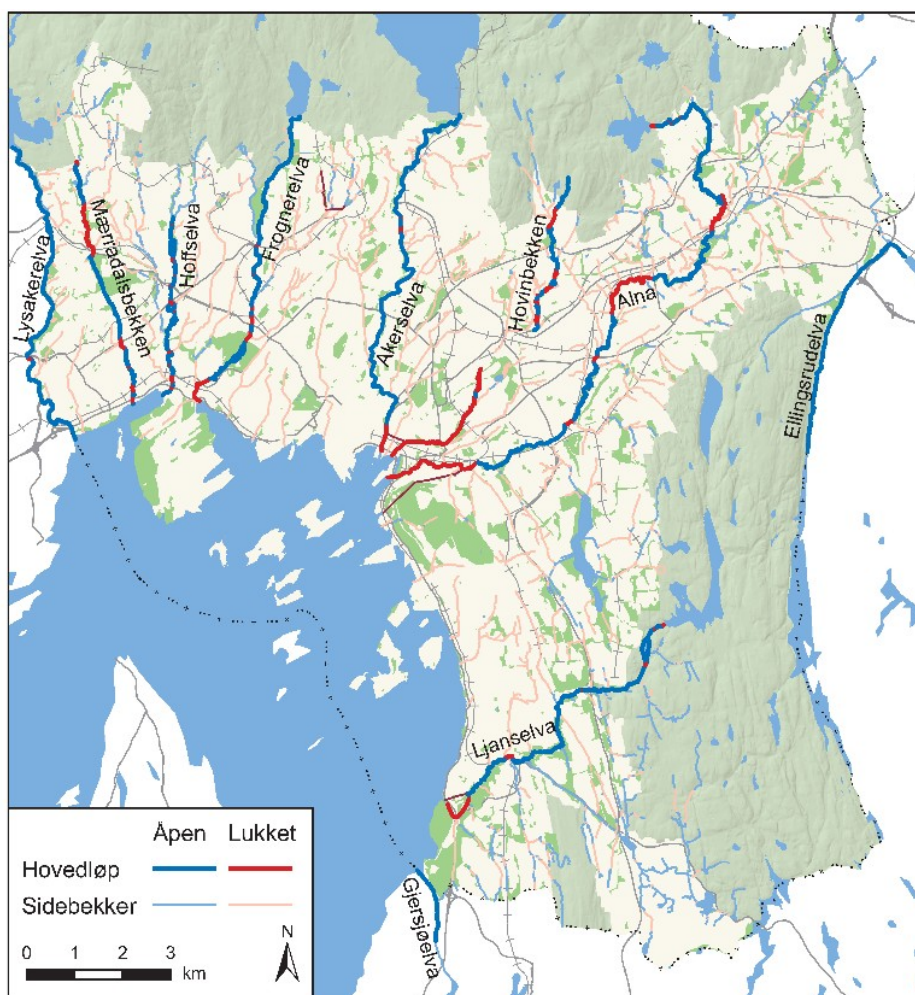 Lysakerelva
Mærradalsbekken
Hoffselva
Frognerelva
Akerselva
Hovinbekken
Alna
Ellingsrudelva
Ljanselva
Gjersjøelva
Åpen Lukket
Hovedløp
Sidebekker
N
0 1 2 3
km